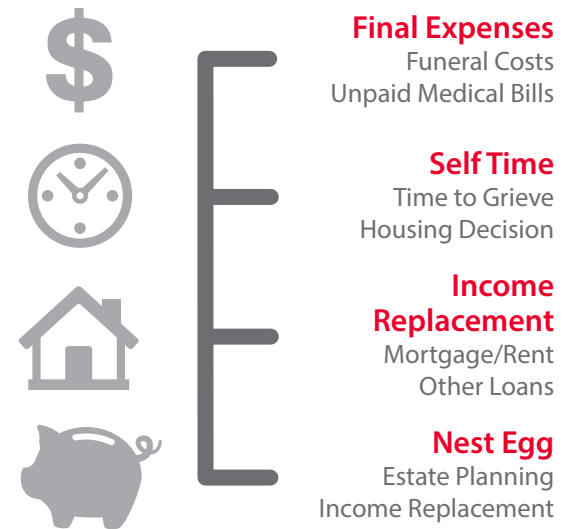 Final Expenses
Funeral Costs
Unpaid Medical Bills
Self Time
Time to Grieve
Housing Decision
Income
Replacement
Mortgage/Rent
Other Loans
Nest Egg
Estate Planning
Income Replacement